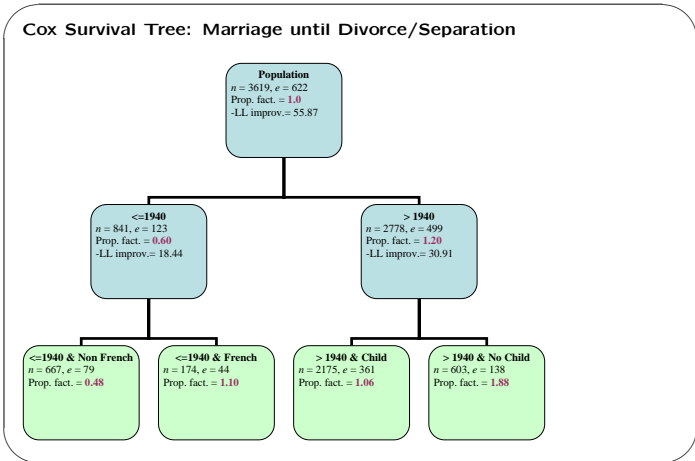 Cox Survival Tree: Marriage until Divorce/Separation
Population
n = 3619, e = 622
Prop. fact. = 1.0
-LL improv.= 55.87
<=1940
n = 841, e = 123
Prop. fact. = 0.60
-LL improv.= 18.44
> 1940
n = 2778, e = 499
Prop. fact. = 1.20
-LL improv.= 30.91
<=1940 & Non French
n = 667, e = 79
Prop. fact. = 0.48
<=1940 & French
n = 174, e = 44
Prop. fact. = 1.10
> 1940 & Child
n = 2175, e = 361
Prop. fact. = 1.06
> 1940 & No Child
n = 603, e = 138
Prop. fact. = 1.88